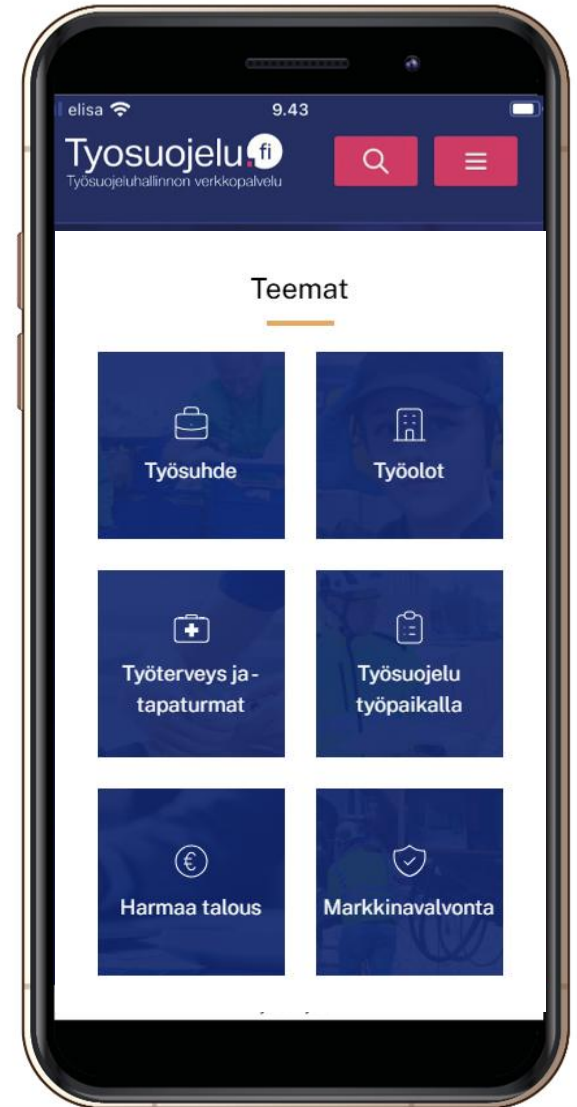 elisa 9.43
Tyosuojelu.fi
Työsuojeluhallinnon verkkopalvelu
Teemat
Työsuhde
Työolot
Työterveys ja -
tapaturmat
Työsuojelu
työpaikalla
Harmaa talous
Markkinavalvonta